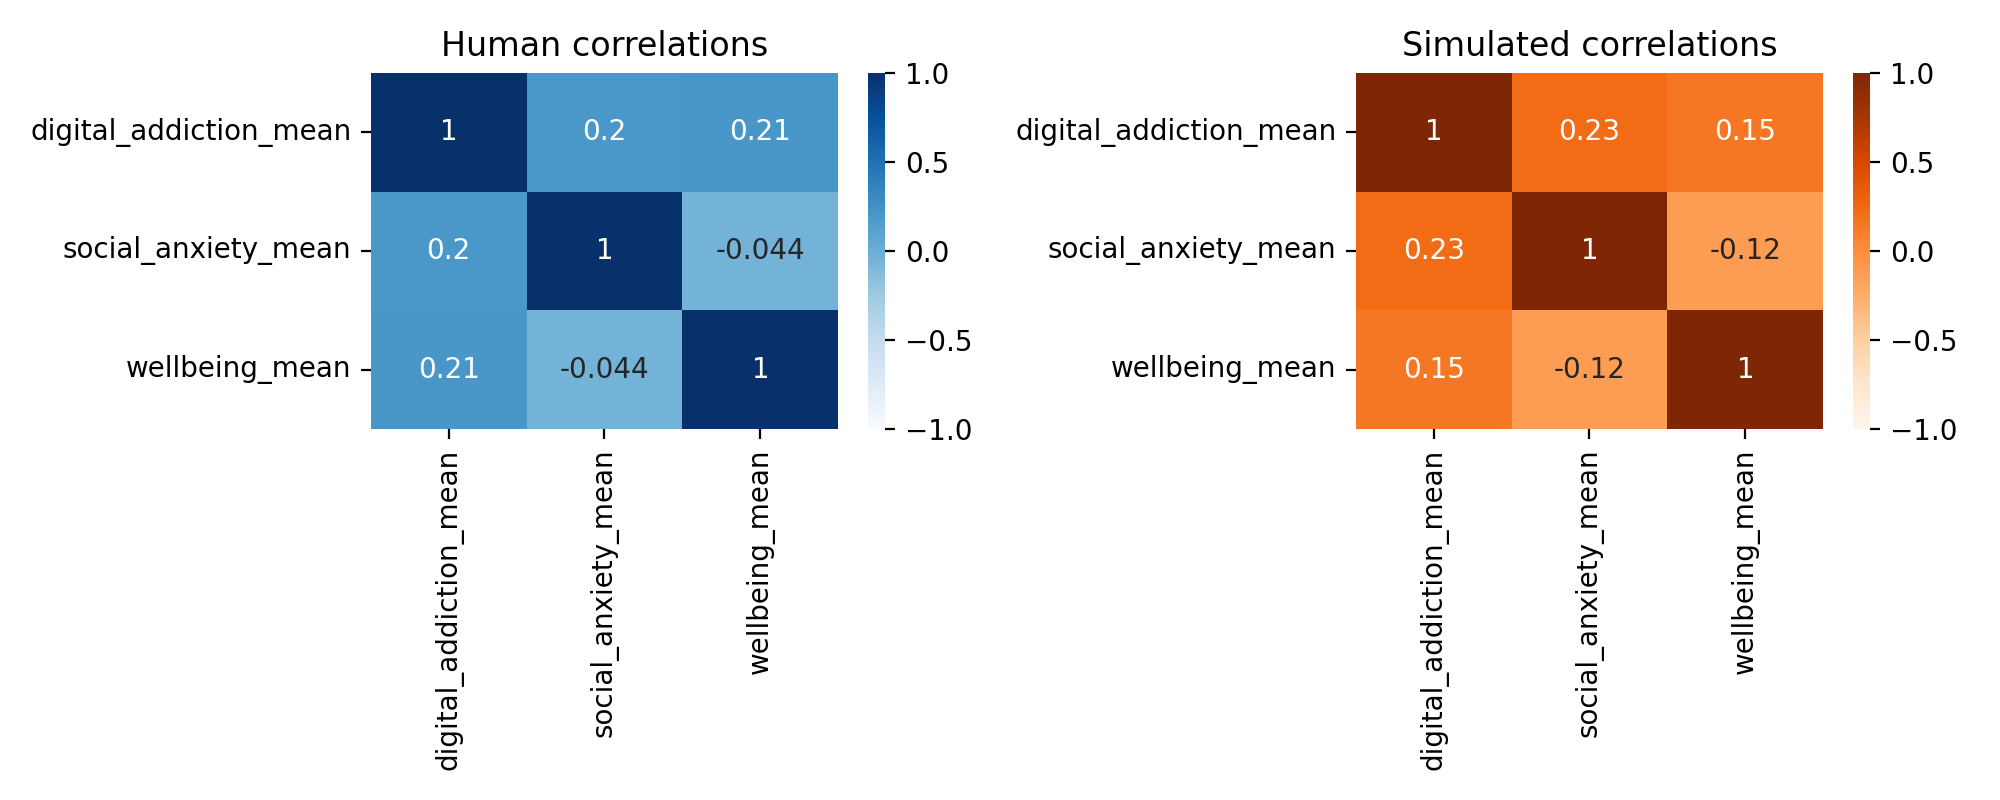 Human correlations
digital_addiction_mean
social_anxiety_mean
wellbeing_mean
1 0.2 0.21
0.2 1 -0.044
0.21 -0.044 1
digital_addiction_mean
social_anxiety_mean
wellbeing_mean
1.0
0.5
0.0
−0.5
−1.0
Simulated correlations
digital_addiction_mean
social_anxiety_mean
wellbeing_mean
1 0.23 0.15
0.23 1 -0.12
0.15 -0.12 1
digital_addiction_mean
social_anxiety_mean
wellbeing_mean
1.0
0.5
0.0
−0.5
−1.0